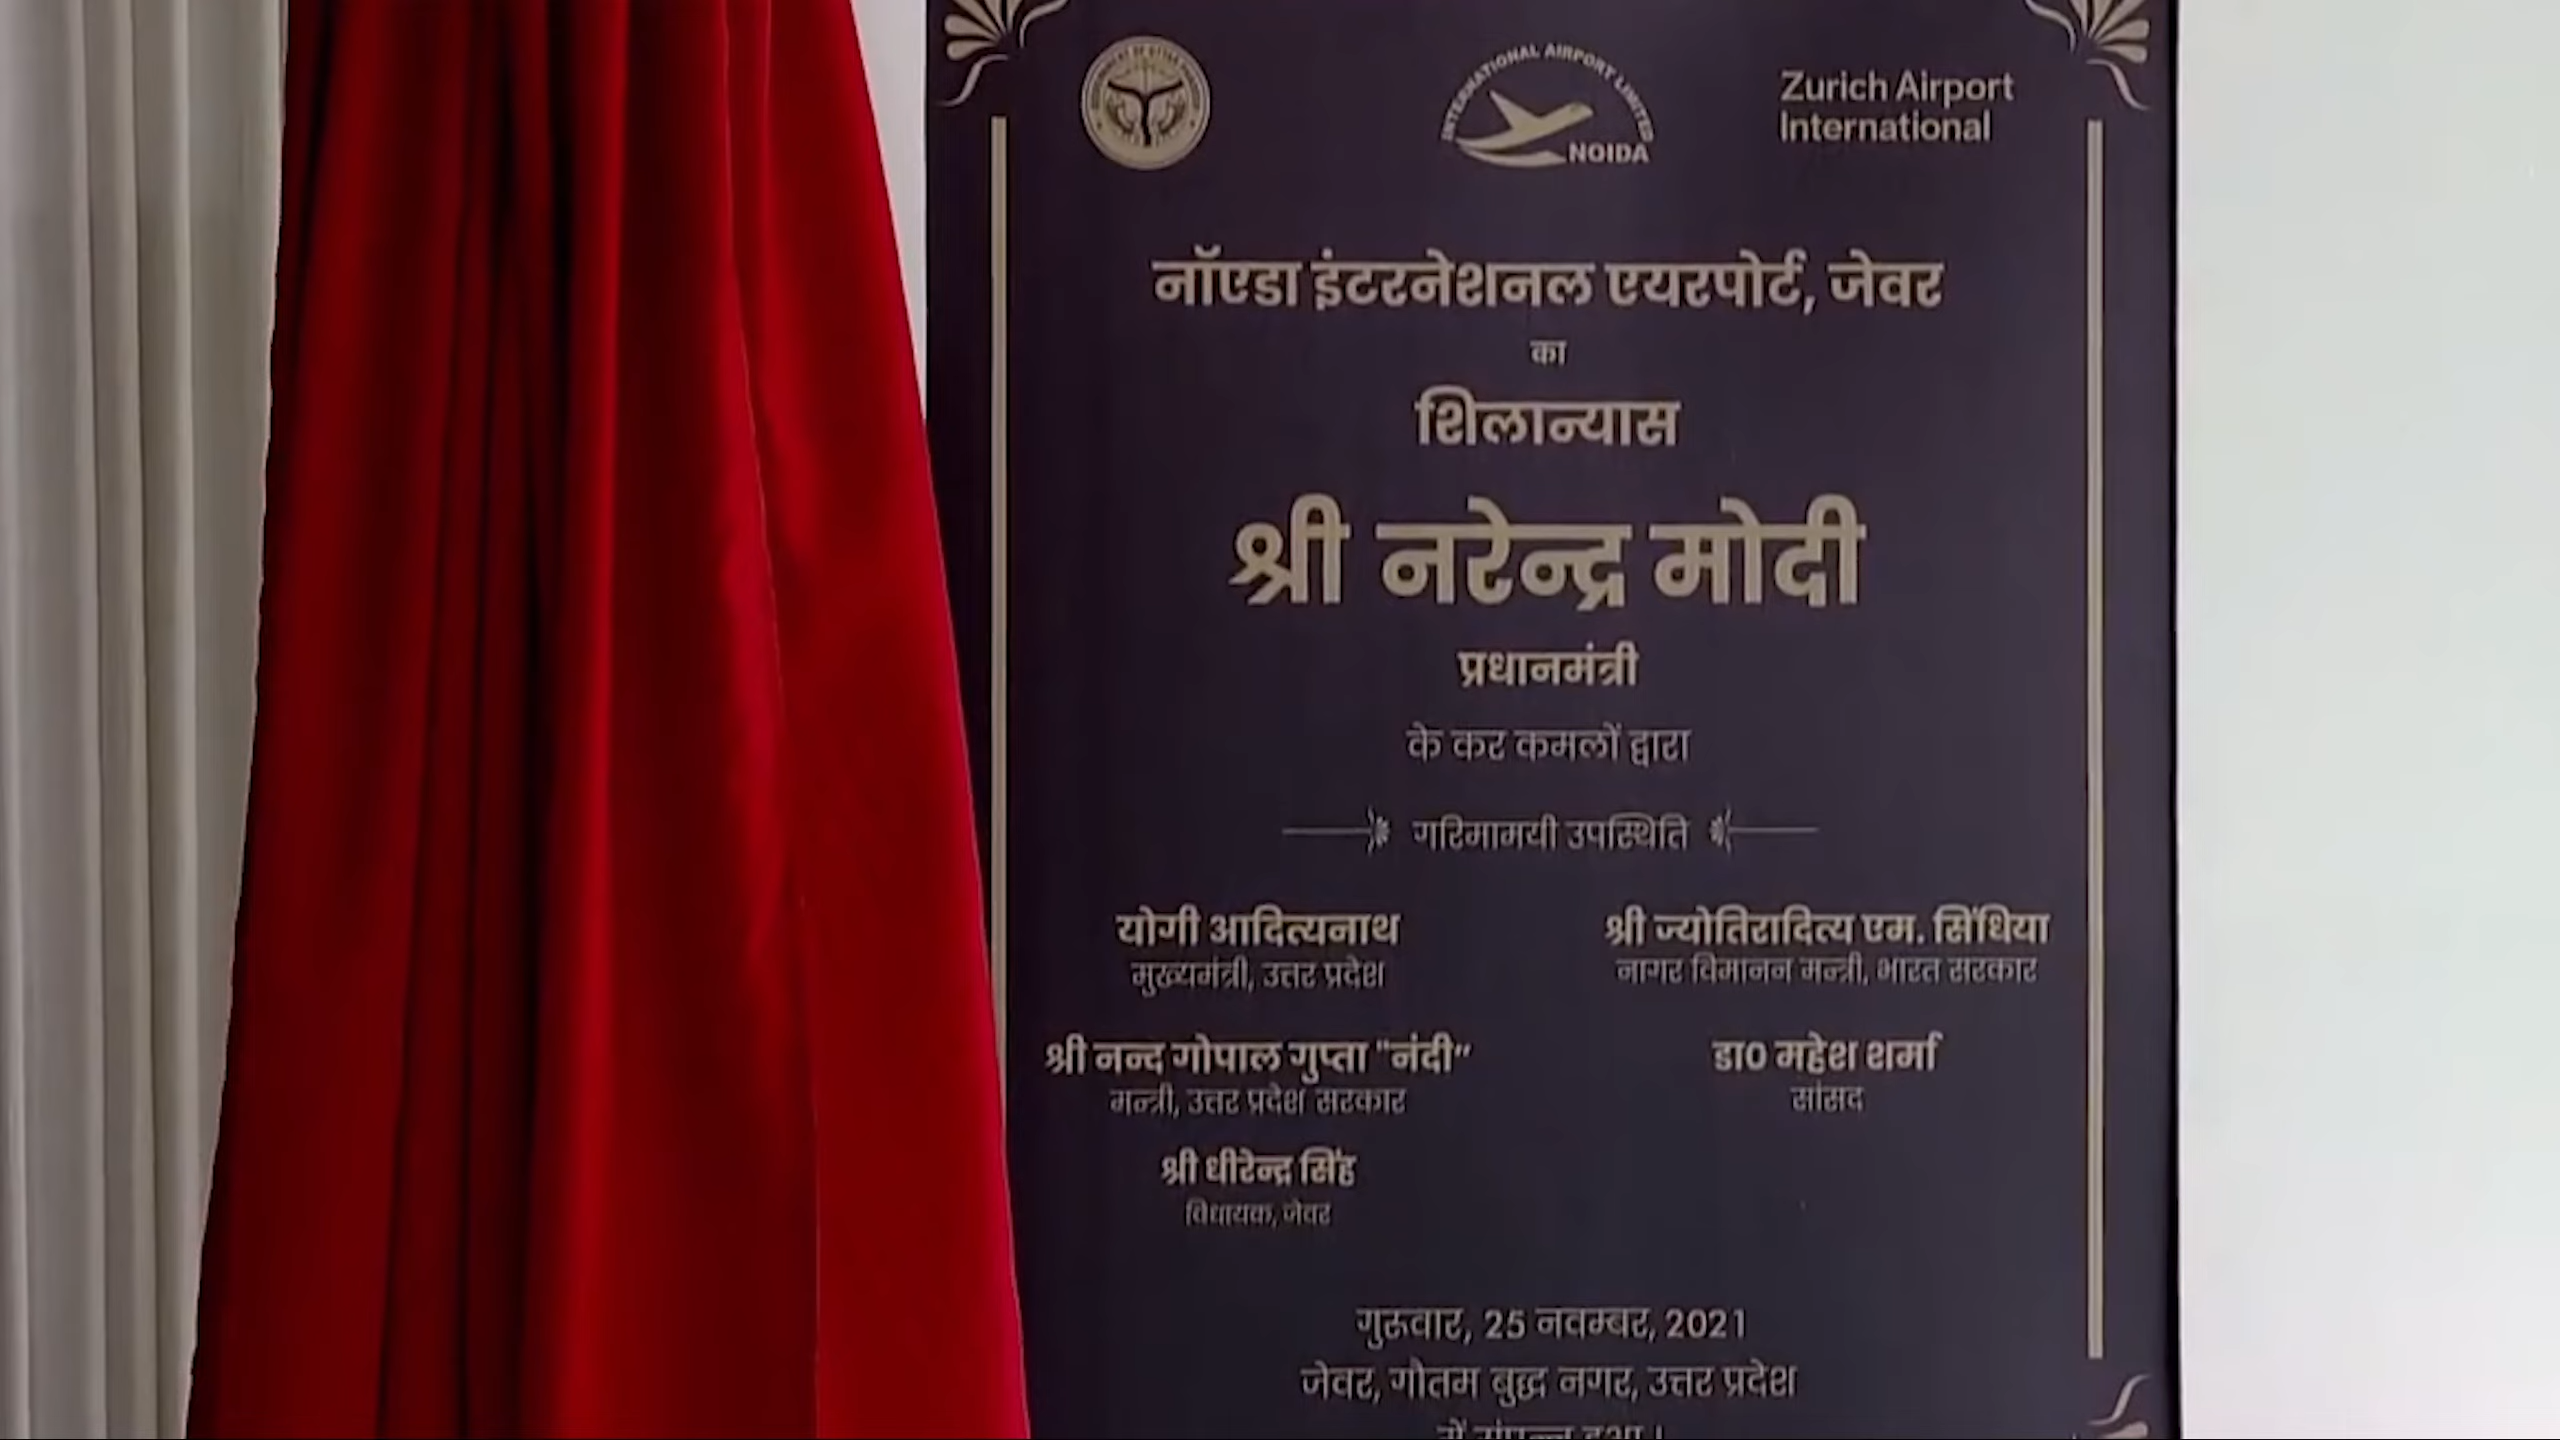 INTERNATIONAL AIRPORT LIMITED
NOIDA
Zurich Airport
International
नॉएडा इंटरनेशनल एयरपोर्ट, जेवर
का
शिलान्यास
श्री नरेन्द्र मोदी
प्रधानमंत्री
के कर कमलों द्वारा
गरिमामयी उपस्थिति
योगी आदित्यनाथ
मुख्यमंत्री, उत्तर प्रदेश
श्री ज्योतिरादित्य एम. सिंधिया
नागर विमानन मन्त्री, भारत सरकार
श्री नन्द गोपाल गुप्ता "नंदी"
मन्त्री, उत्तर प्रदेश सरकार
डा0 महेश शर्मा
सांसद
श्री धीरेन्द्र सिंह
विधायक, जेवर
गुरूवार, 25 नवम्बर, 2021
जेवर, गौतम बुद्ध नगर, उत्तर प्रदेश
में संपन्न हुआ।